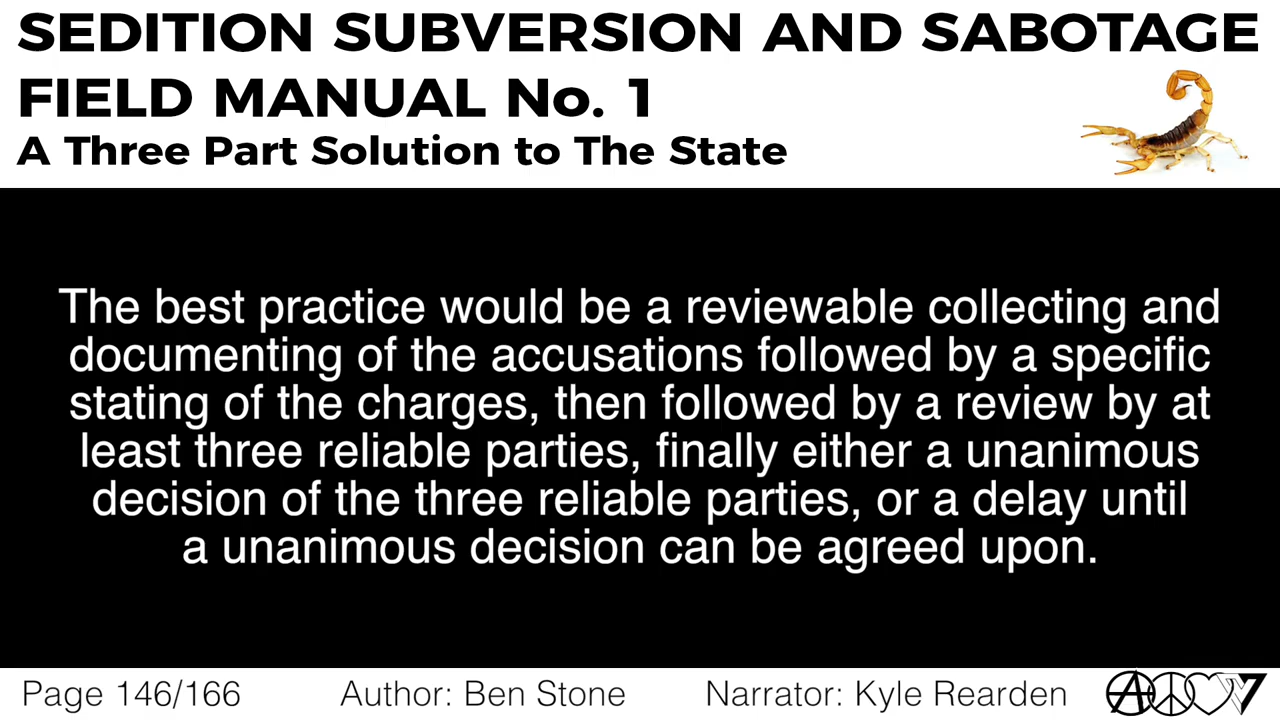 SEDITION SUBVERSION AND SABOTAGE
FIELD MANUAL No. 1
A Three Part Solution to The State
The best practice would be a reviewable collecting and
documenting of the accusations followed by a specific
stating of the charges, then followed by a review by at
least three reliable parties, finally either a unanimous
decision of the three reliable parties, or a delay until
a unanimous decision can be agreed upon.
Page 146/166
Author: Ben Stone
Narrator: Kyle Rearden